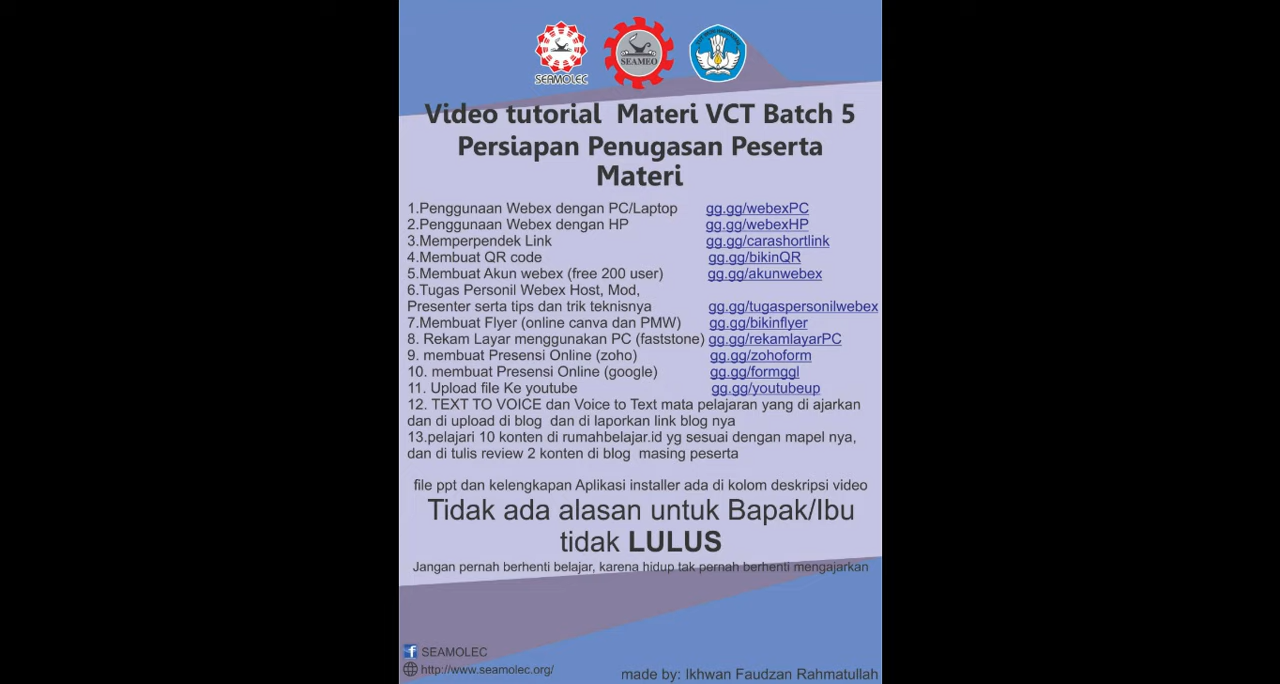 SEAMOLEC
SEAMEO
Video tutorial Materi VCT Batch 5
Persiapan Penugasan Peserta
Materi
1.Penggunaan Webex dengan PC/Laptop gg.gg/webexPC
2.Penggunaan Webex dengan HP gg.gg/webexHP
3.Memperpendek Link gg.gg/carashortlink
4.Membuat QR code gg.gg/bikinQR
5.Membuat Akun webex (free 200 user) gg.gg/akunwebex
6.Tugas Personil Webex Host, Mod,
Presenter serta tips dan trik teknisnya gg.gg/tugaspersonilwebex
7.Membuat Flyer (online canva dan PMW) gg.gg/bikinflyer
8. Rekam Layar menggunakan PC (faststone) gg.gg/rekamlayarPC
9. membuat Presensi Online (zoho) gg.gg/zohoform
10. membuat Presensi Online (google) gg.gg/formggl
11. Upload file Ke youtube gg.gg/youtubeup
12. TEXT TO VOICE dan Voice to Text mata pelajaran yang di ajarkan
dan di upload di blog dan di laporkan link blog nya
13.pelajari 10 konten di rumahbelajar.id yg sesuai dengan mapel nya,
dan di tulis review 2 konten di blog masing peserta
file ppt dan kelengkapan Aplikasi installer ada di kolom deskripsi video
Tidak ada alasan untuk Bapak/Ibu
tidak LULUS
Jangan pernah berhenti belajar, karena hidup tak pernah berhenti mengajarkan
SEAMOLEC
http://www.seamolec.org/
made by: Ikhwan Faudzan Rahmatullah